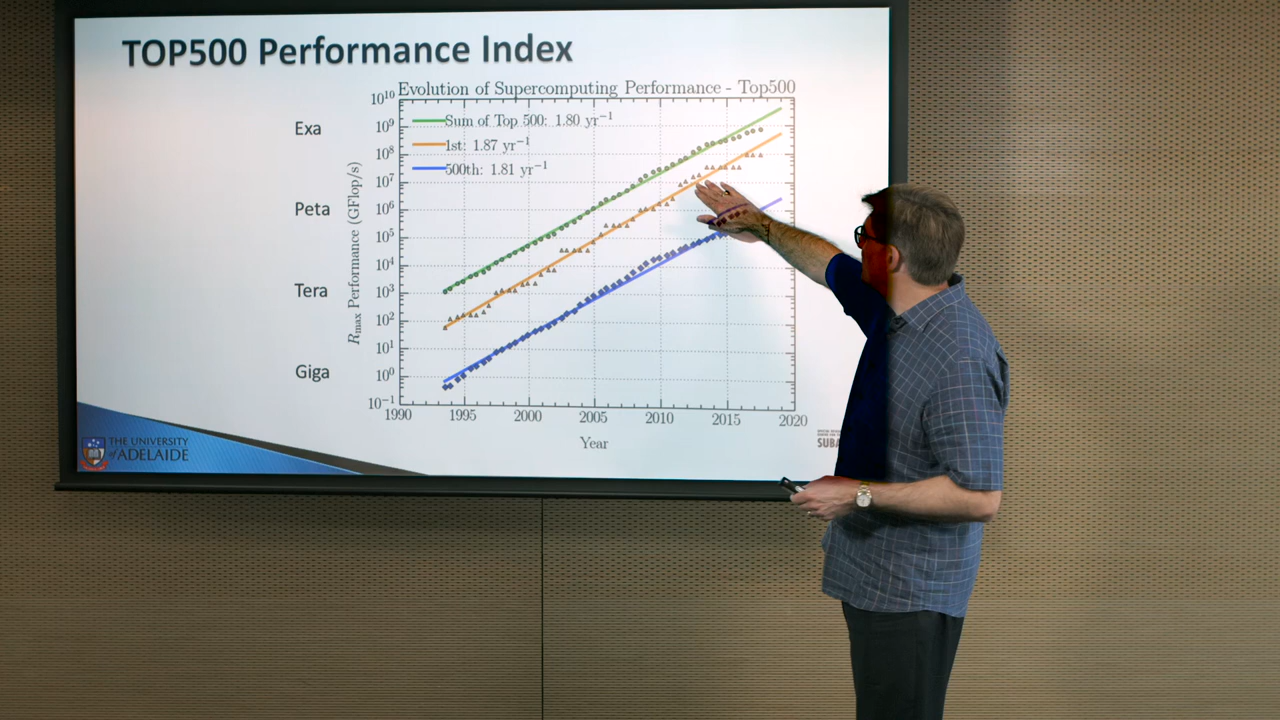 TOP500 Performance Index
Evolution of Supercomputing Performance - Top500
Sum of Top 500: 1.80 yr⁻¹
1st: 1.87 yr⁻¹
500th: 1.81 yr⁻¹
Exa
Peta
Tera
Giga
R_max Performance (GFlop/s)
10¹⁰
10⁹
10⁸
10⁷
10⁶
10⁵
10⁴
10³
10²
10¹
10⁰
10⁻¹
1990 1995 2000 2005 2010 2015 2020
Year
THE UNIVERSITY
of ADELAIDE